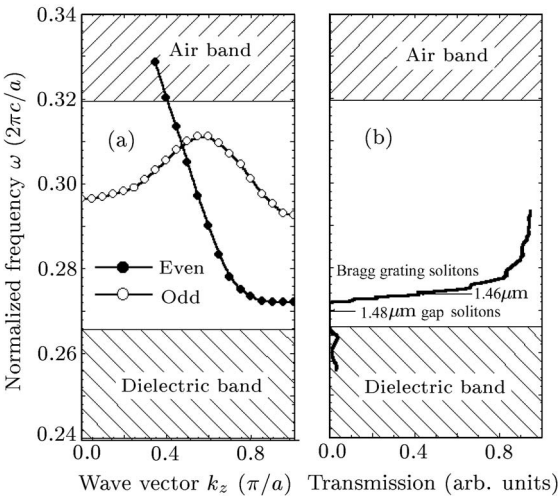 0.34
0.32
0.30
0.28
0.26
0.24
Normalized frequency ω (2πc/a)
Air band
(a)
Even
Odd
Dielectric band
0.0 0.4 0.8
Wave vector k_z (π/a)
Air band
(b)
Bragg grating solitons
1.46μm
1.48μm gap solitons
Dielectric band
0.0 0.4 0.8
Transmission (arb. units)